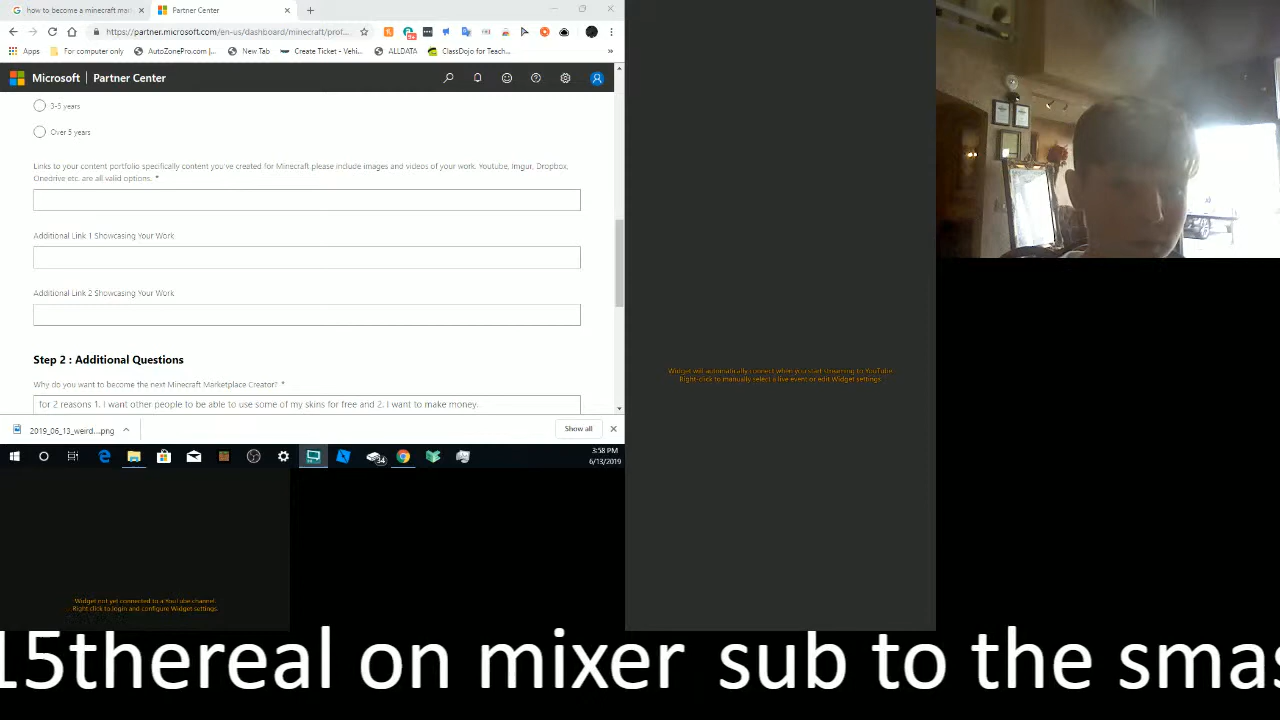 how to become a minecraft mar
Partner Center
https://partner.microsoft.com/en-us/dashboard/minecraft/prof...
Apps
For computer only
AutoZonePro.com |...
New Tab
Create Ticket - Vehi...
ALLDATA
ClassDojo for Teach...
»
Microsoft | Partner Center
3-5 years
Over 5 years
Links to your content portfolio specifically content you've created for Minecraft please include images and videos of your work. Youtube, Imgur, Dropbox,
Onedrive etc. are all valid options. *
Additional Link 1 Showcasing Your Work
Additional Link 2 Showcasing Your Work
Step 2 : Additional Questions
Why do you want to become the next Minecraft Marketplace Creator? *
for 2 reasons 1. I want other people to be able to use some of my skins for free and 2. I want to make money.
2019_06_13_weird....png
Show all
34
3:58 PM
6/13/2019
Widget will automatically connect when you start streaming to YouTube.
Right-click to manually select a live event or edit Widget settings.
Widget not yet connected to a YouTube channel.
Right click to login and configure Widget settings.
15thereal on mixer sub to the smas